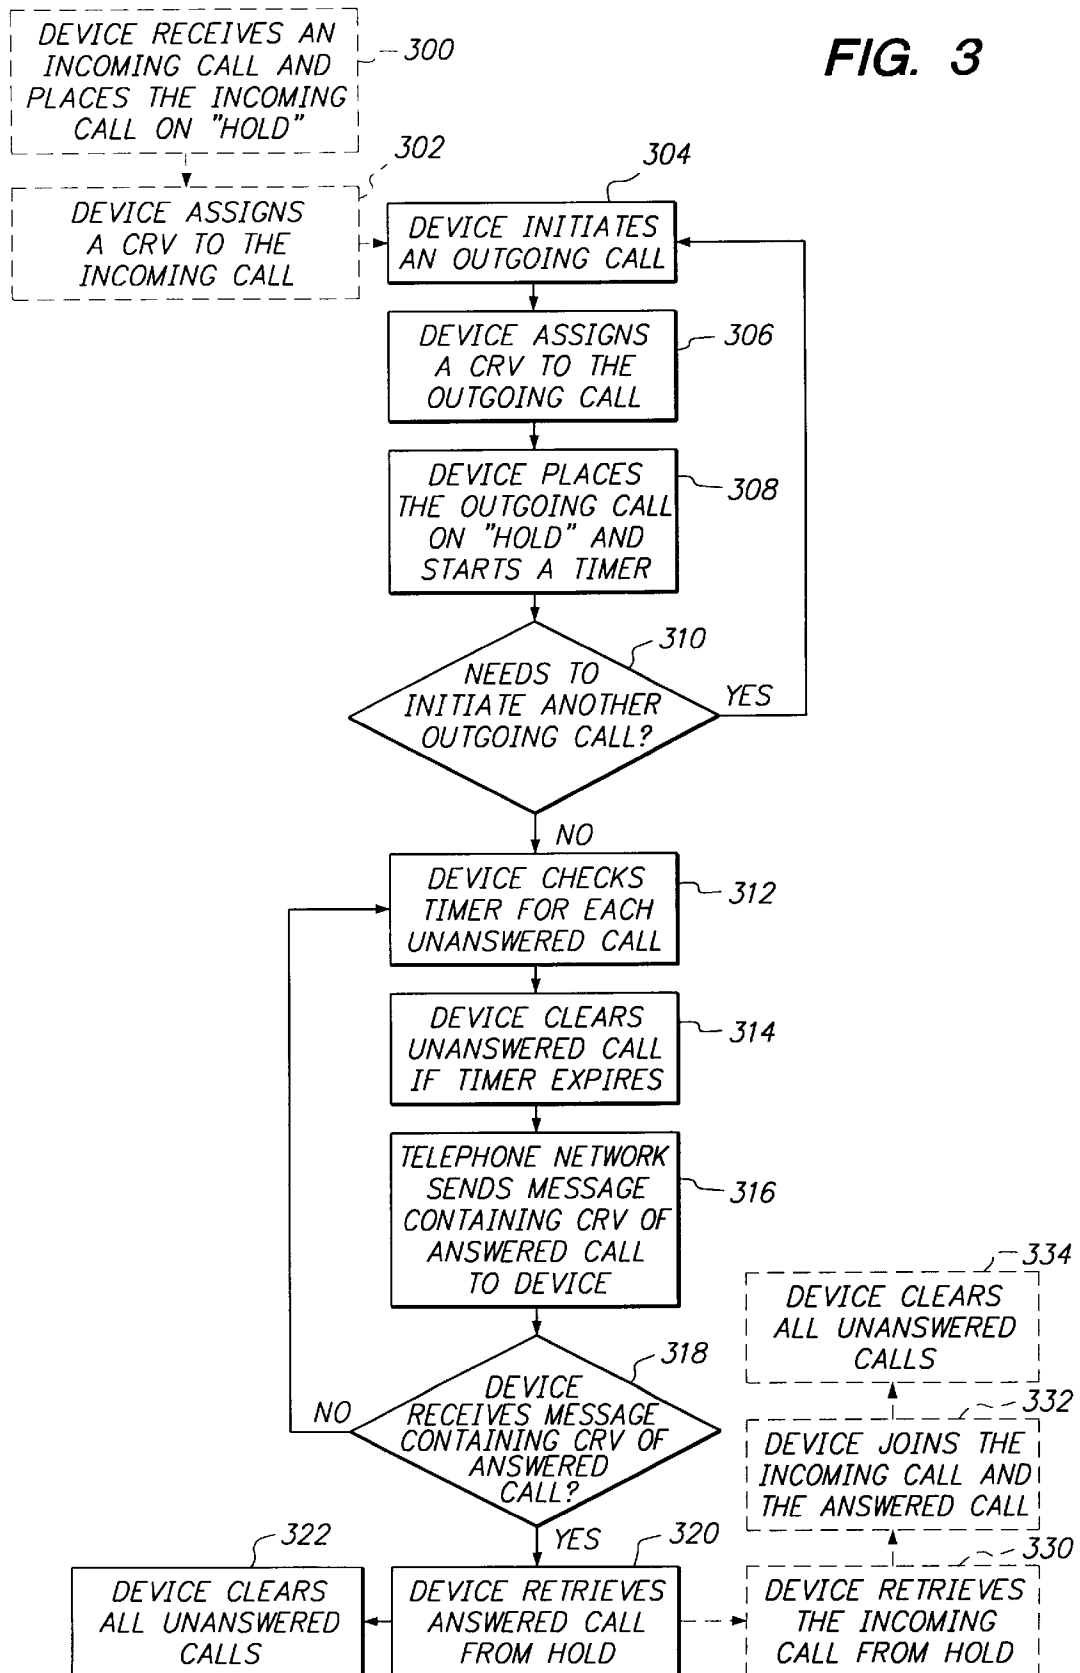 FIG. 3
DEVICE RECEIVES AN
INCOMING CALL AND
PLACES THE INCOMING
CALL ON "HOLD"
300
DEVICE ASSIGNS
A CRV TO THE
INCOMING CALL
302
DEVICE INITIATES
AN OUTGOING CALL
304
DEVICE ASSIGNS
A CRV TO THE
OUTGOING CALL
306
DEVICE PLACES
THE OUTGOING CALL
ON "HOLD" AND
STARTS A TIMER
308
NEEDS TO
INITIATE ANOTHER
OUTGOING CALL?
310
YES
NO
DEVICE CHECKS
TIMER FOR EACH
UNANSWERED CALL
312
DEVICE CLEARS
UNANSWERED CALL
IF TIMER EXPIRES
314
TELEPHONE NETWORK
SENDS MESSAGE
CONTAINING CRV OF
ANSWERED CALL
TO DEVICE
316
DEVICE
RECEIVES MESSAGE
CONTAINING CRV OF
ANSWERED
CALL?
318
NO
YES
DEVICE RETRIEVES
ANSWERED CALL
FROM HOLD
320
DEVICE CLEARS
ALL UNANSWERED
CALLS
322
DEVICE RETRIEVES
THE INCOMING
CALL FROM HOLD
330
DEVICE JOINS THE
INCOMING CALL AND
THE ANSWERED CALL
332
DEVICE CLEARS
ALL UNANSWERED
CALLS
334